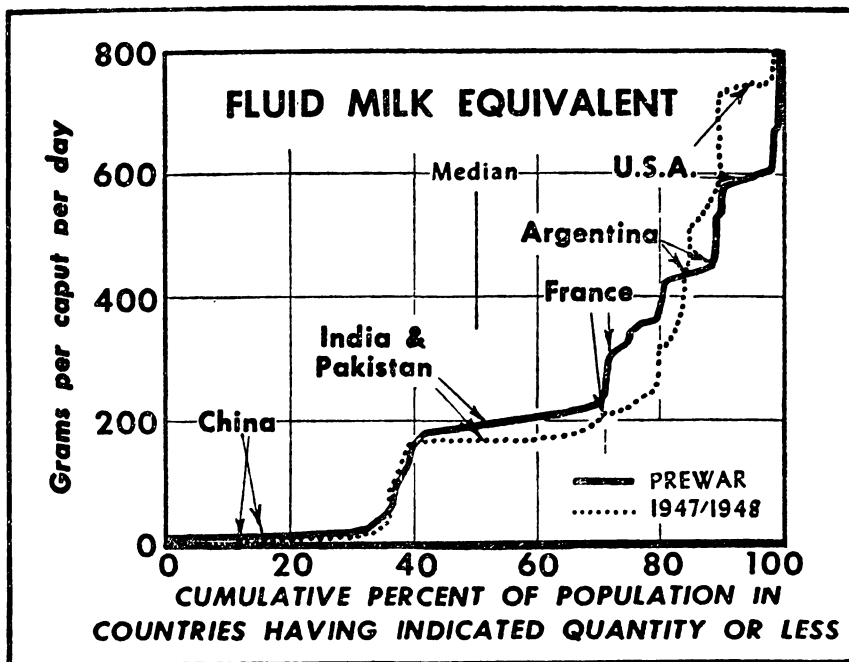 800
FLUID MILK EQUIVALENT
600
Median
U.S.A.
Argentina
400
France
India &
Pakistan
200
China
PREWAR
1947/1948
0
0 20 40 60 80 100
Grams per caput per day
CUMULATIVE PERCENT OF POPULATION IN
COUNTRIES HAVING INDICATED QUANTITY OR LESS